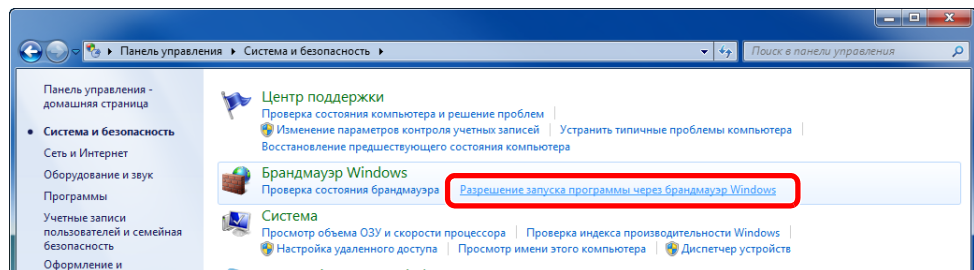 Панель управления ▸ Система и безопасность ▸
Поиск в панели управления
Панель управления -
домашняя страница
Система и безопасность
Сеть и Интернет
Оборудование и звук
Программы
Учетные записи
пользователей и семейная
безопасность
Оформление и
Центр поддержки
Проверка состояния компьютера и решение проблем
Изменение параметров контроля учетных записей
Устранить типичные проблемы компьютера
Восстановление предшествующего состояния компьютера
Брандмауэр Windows
Проверка состояния брандмауэра
Разрешение запуска программы через брандмауэр Windows
Система
Просмотр объема ОЗУ и скорости процессора
Проверка индекса производительности Windows
Настройка удаленного доступа
Просмотр имени этого компьютера
Диспетчер устройств